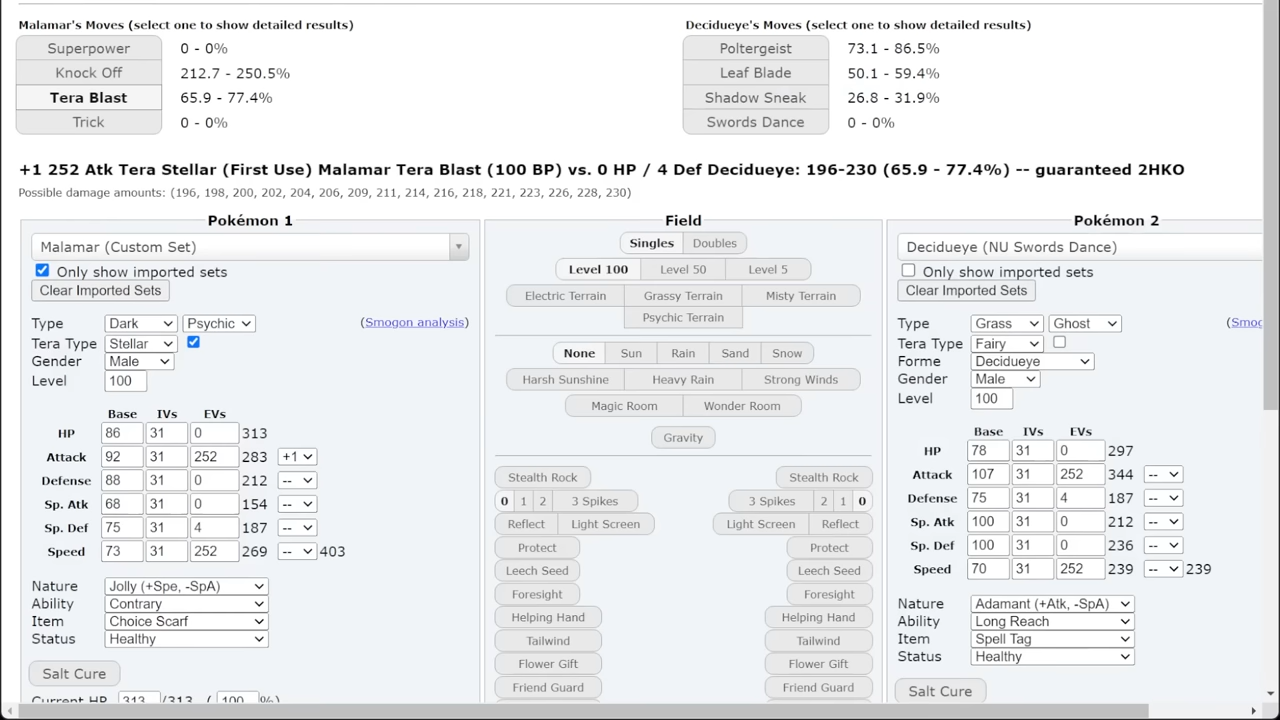 Malamar's Moves (select one to show detailed results)
Superpower 0 - 0%
Knock Off 212.7 - 250.5%
Tera Blast 65.9 - 77.4%
Trick 0 - 0%
Decidueye's Moves (select one to show detailed results)
Poltergeist 73.1 - 86.5%
Leaf Blade 50.1 - 59.4%
Shadow Sneak 26.8 - 31.9%
Swords Dance 0 - 0%
+1 252 Atk Tera Stellar (First Use) Malamar Tera Blast (100 BP) vs. 0 HP / 4 Def Decidueye: 196-230 (65.9 - 77.4%) -- guaranteed 2HKO
Possible damage amounts: (196, 198, 200, 202, 204, 206, 209, 211, 214, 216, 218, 221, 223, 226, 228, 230)
Pokémon 1
Malamar (Custom Set)
Only show imported sets
Clear Imported Sets
Type Dark Psychic (Smogon analysis)
Tera Type Stellar
Gender Male
Level 100
Base IVs EVs
HP 86 31 0 313
Attack 92 31 252 283 +1
Defense 88 31 0 212 --
Sp. Atk 68 31 0 154 --
Sp. Def 75 31 4 187 --
Speed 73 31 252 269 -- 403
Nature Jolly (+Spe, -SpA)
Ability Contrary
Item Choice Scarf
Status Healthy
Salt Cure
Current HP 313 /313 ( 100 %)
Field
Singles Doubles
Level 100 Level 50 Level 5
Electric Terrain Grassy Terrain Misty Terrain
Psychic Terrain
None Sun Rain Sand Snow
Harsh Sunshine Heavy Rain Strong Winds
Magic Room Wonder Room
Gravity
Stealth Rock Stealth Rock
0 1 2 3 Spikes 3 Spikes 2 1 0
Reflect Light Screen Light Screen Reflect
Protect Protect
Leech Seed Leech Seed
Foresight Foresight
Helping Hand Helping Hand
Tailwind Tailwind
Flower Gift Flower Gift
Friend Guard Friend Guard
Pokémon 2
Decidueye (NU Swords Dance)
Only show imported sets
Clear Imported Sets
Type Grass Ghost (Smog
Tera Type Fairy
Forme Decidueye
Gender Male
Level 100
Base IVs EVs
HP 78 31 0 297
Attack 107 31 252 344 --
Defense 75 31 4 187 --
Sp. Atk 100 31 0 212 --
Sp. Def 100 31 0 236 --
Speed 70 31 252 239 -- 239
Nature Adamant (+Atk, -SpA)
Ability Long Reach
Item Spell Tag
Status Healthy
Salt Cure